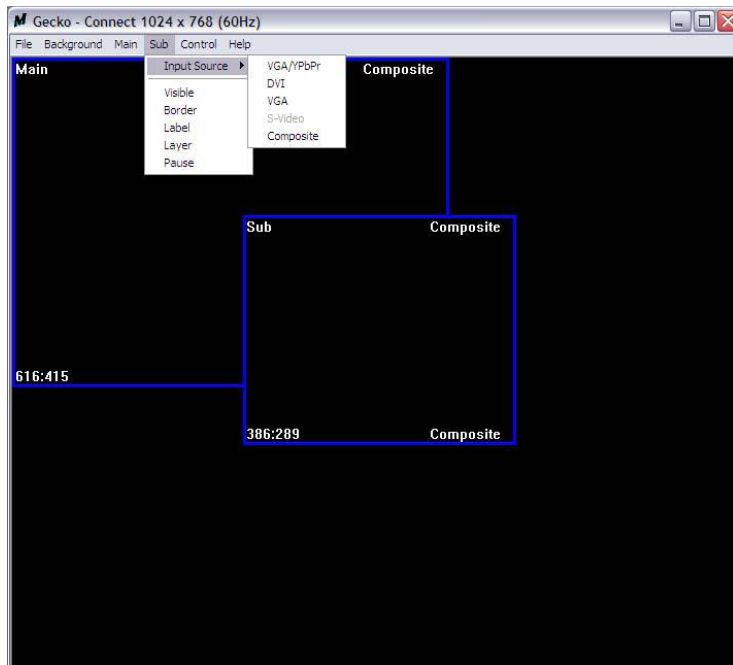 M Gecko - Connect 1024 x 768 (60Hz)
File Background Main Sub Control Help
Main
Composite
Input Source
Visible
Border
Label
Layer
Pause
VGA/YPbPr
DVI
VGA
S-Video
Composite
Sub Composite
616:415
386:289 Composite